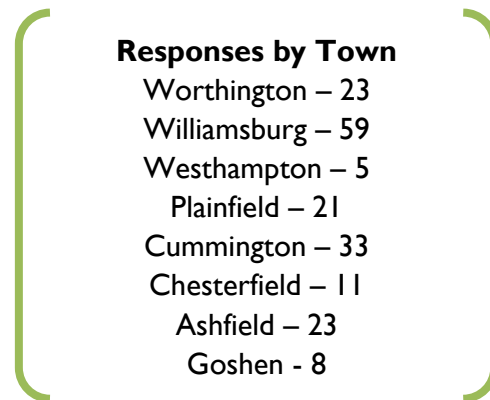 Responses by Town
Worthington – 23
Williamsburg – 59
Westhampton – 5
Plainfield – 21
Cummington – 33
Chesterfield – 11
Ashfield – 23
Goshen - 8